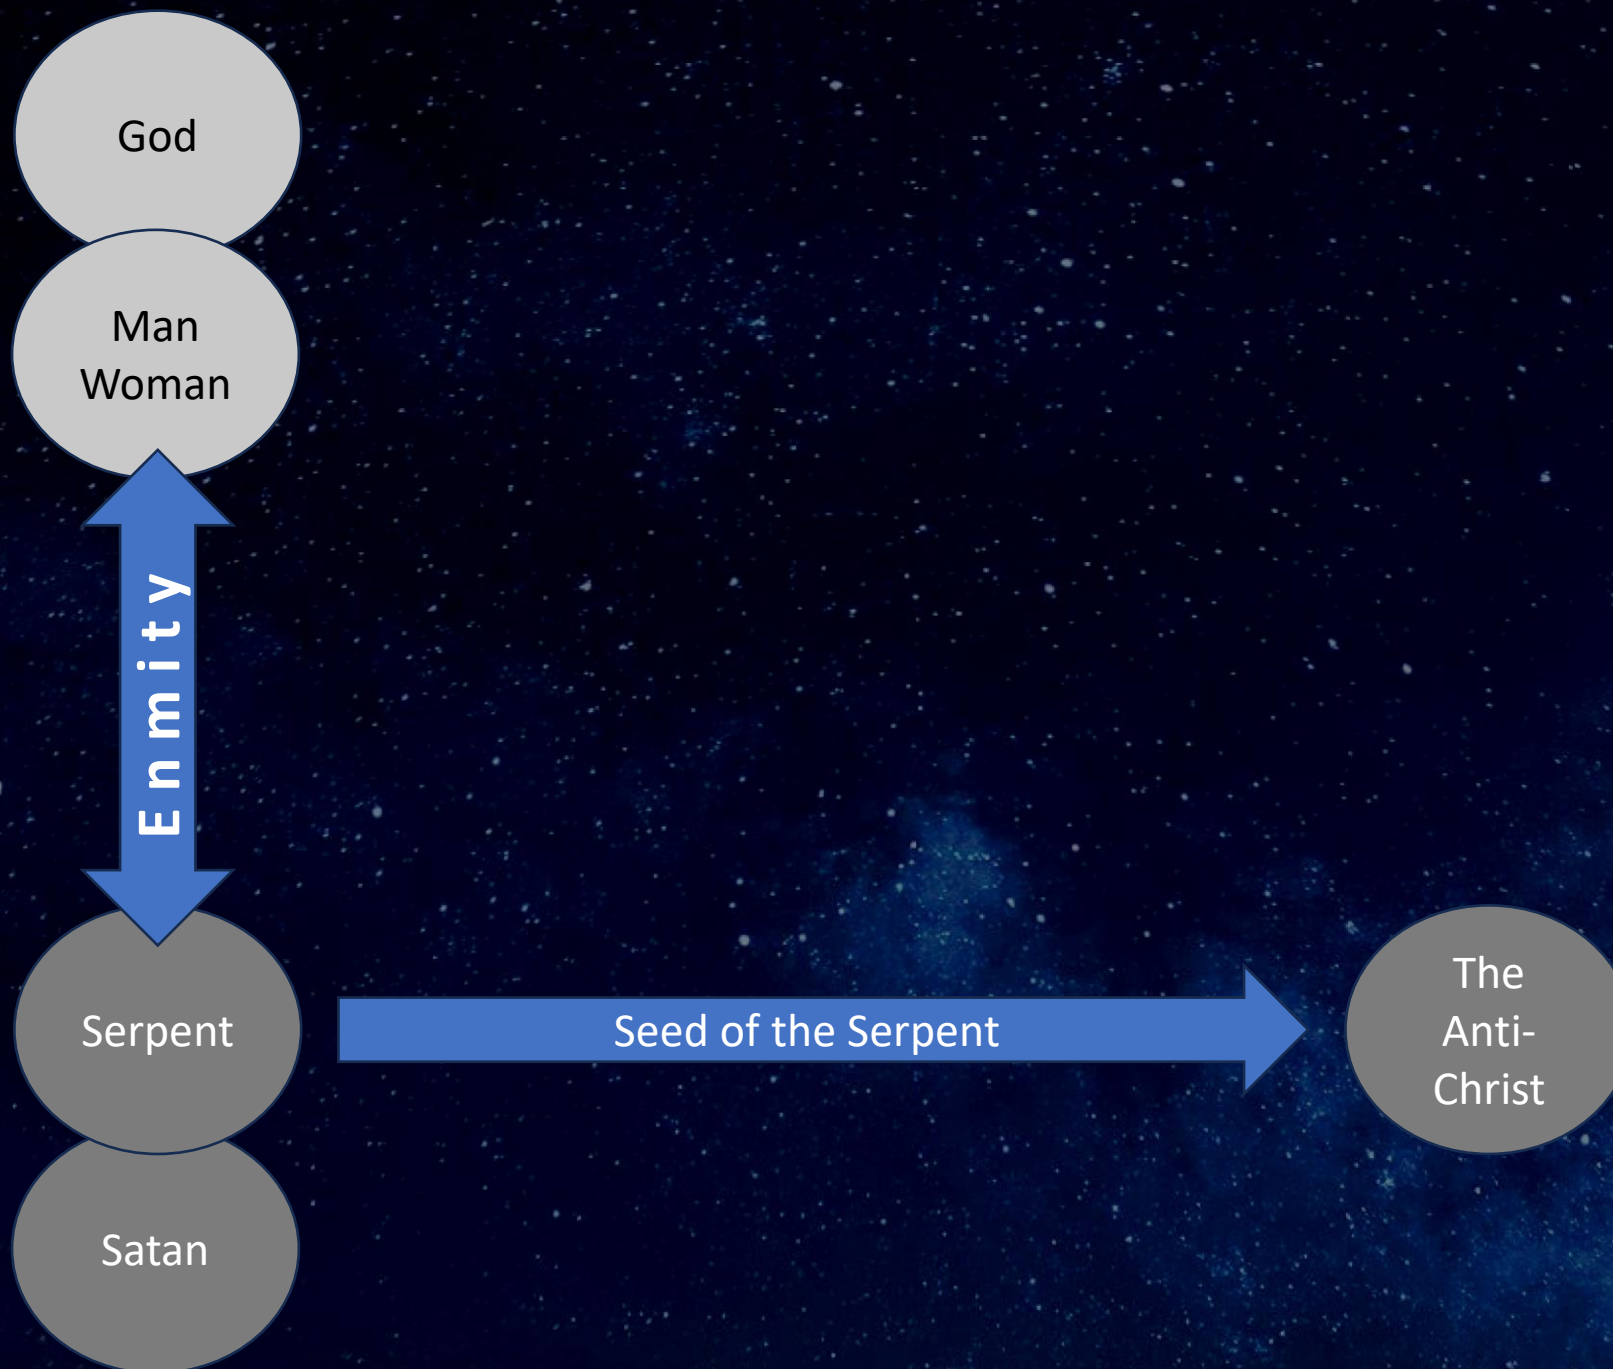 God
Man
Woman
Enmity
Serpent
Seed of the Serpent
The
Anti-
Christ
Satan